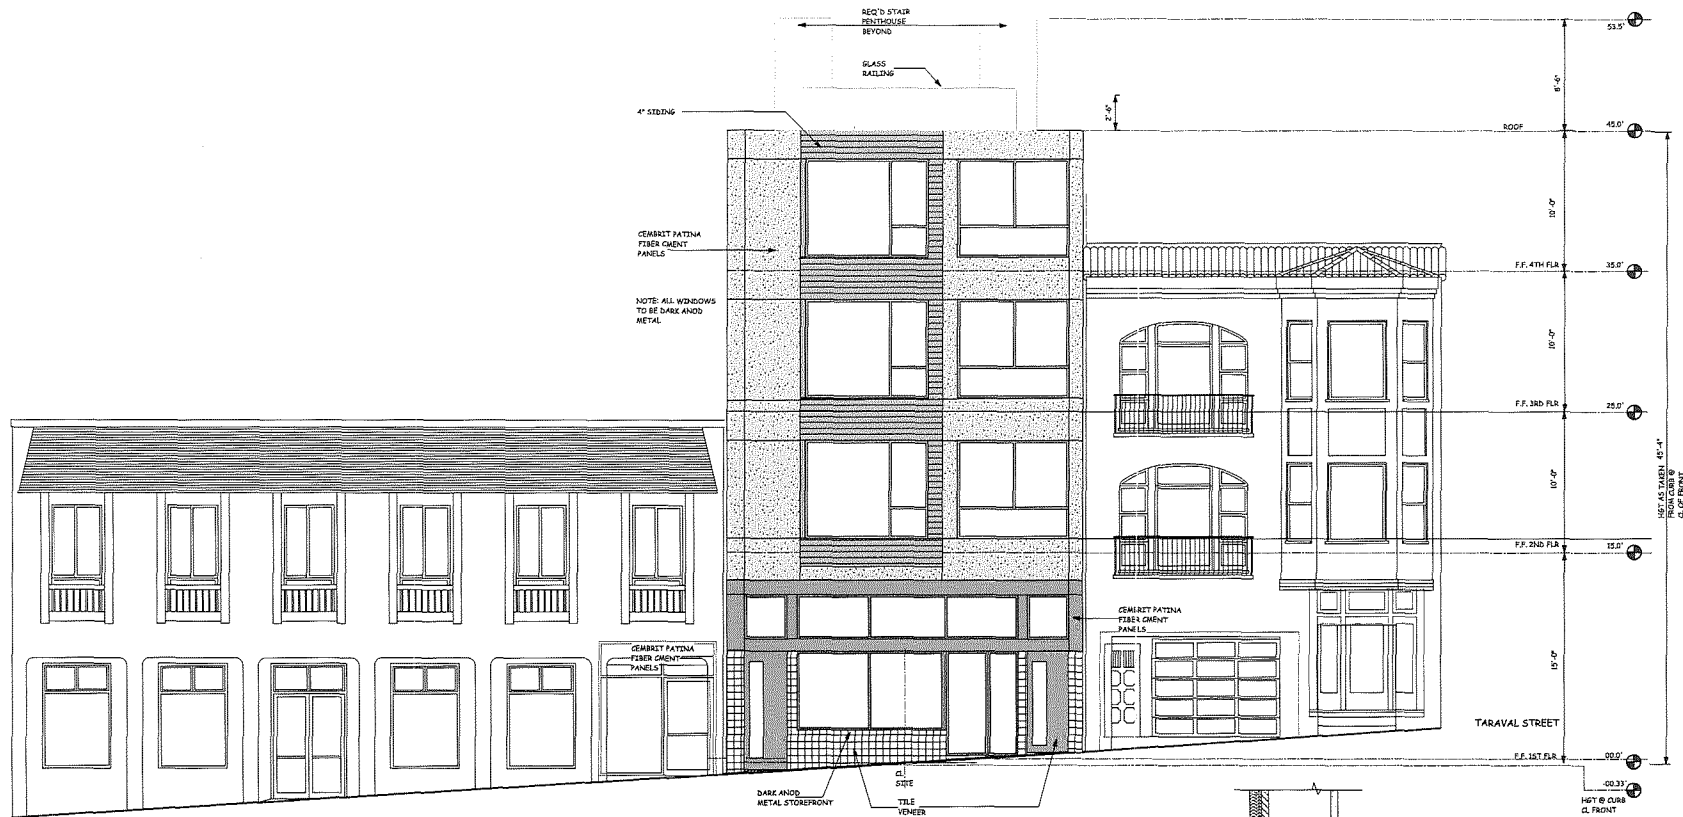 REQ'D STAIR
PENTHOUSE
BEYOND
53.5'
GLASS
RAILING
8'-6"
4" SIDING
2'-6"
ROOF
45.0'
10'-0"
CEMBRIT PATINA
FIBER CMENT
PANELS
F.F. 4TH FLR
35.0'
NOTE: ALL WINDOWS
TO BE DARK ANOD
METAL
10'-0"
F.F. 3RD FLR
25.0'
10'-0"
HGT AS TAKEN 45'-4"
FROM CURB @
CL OF FRONT
F.F. 2ND FLR
15.0'
CEMBRIT PATINA
FIBER CMENT
PANELS
CEMBRIT PATINA
FIBER CMENT
PANELS
15'-0"
TARAVAL STREET
F.F. 1ST FLR
00.0'
CL
SITE
-00.33'
HGT @ CURB
CL FRONT
DARK ANOD
METAL STOREFRONT
TILE
VENEER